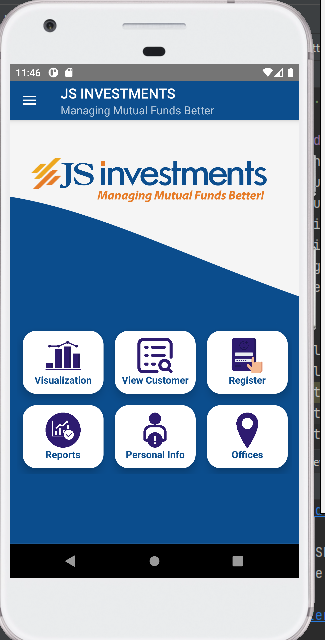 11:46
JS INVESTMENTS
Managing Mutual Funds Better
JS investments
Managing Mutual Funds Better!
Visualization
View Customer
Register
Reports
Personal Info
Offices